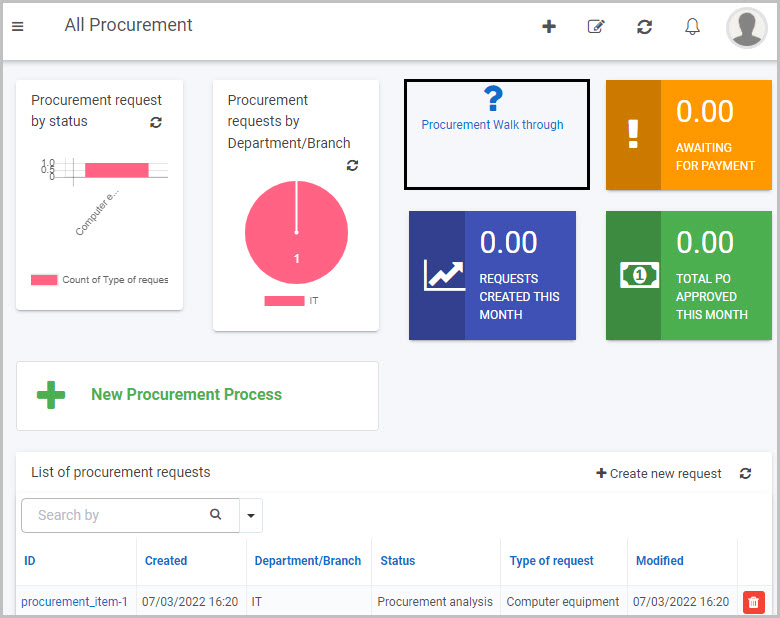 All Procurement
Procurement request
by status
1.0
0.5
0
Computer e...
Count of Type of reques
Procurement
requests by
Department/Branch
1
IT
?
Procurement Walk through
!
0.00
AWAITING
FOR PAYMENT
0.00
REQUESTS
CREATED THIS
MONTH
1
0.00
TOTAL PO
APPROVED
THIS MONTH
New Procurement Process
List of procurement requests
Create new request
Search by
ID Created Department/Branch Status Type of request Modified
procurement_item-1 07/03/2022 16:20 IT Procurement analysis Computer equipment 07/03/2022 16:20